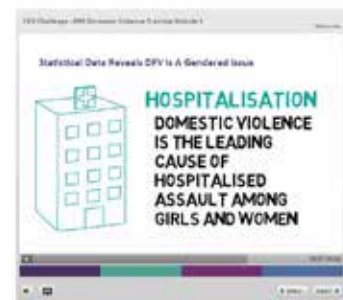 Statistical Data Reveals DFV Is A Gendered Issue
HOSPITALISATION
DOMESTIC VIOLENCE
IS THE LEADING
CAUSE OF
HOSPITALISED
ASSAULT AMONG
GIRLS AND WOMEN